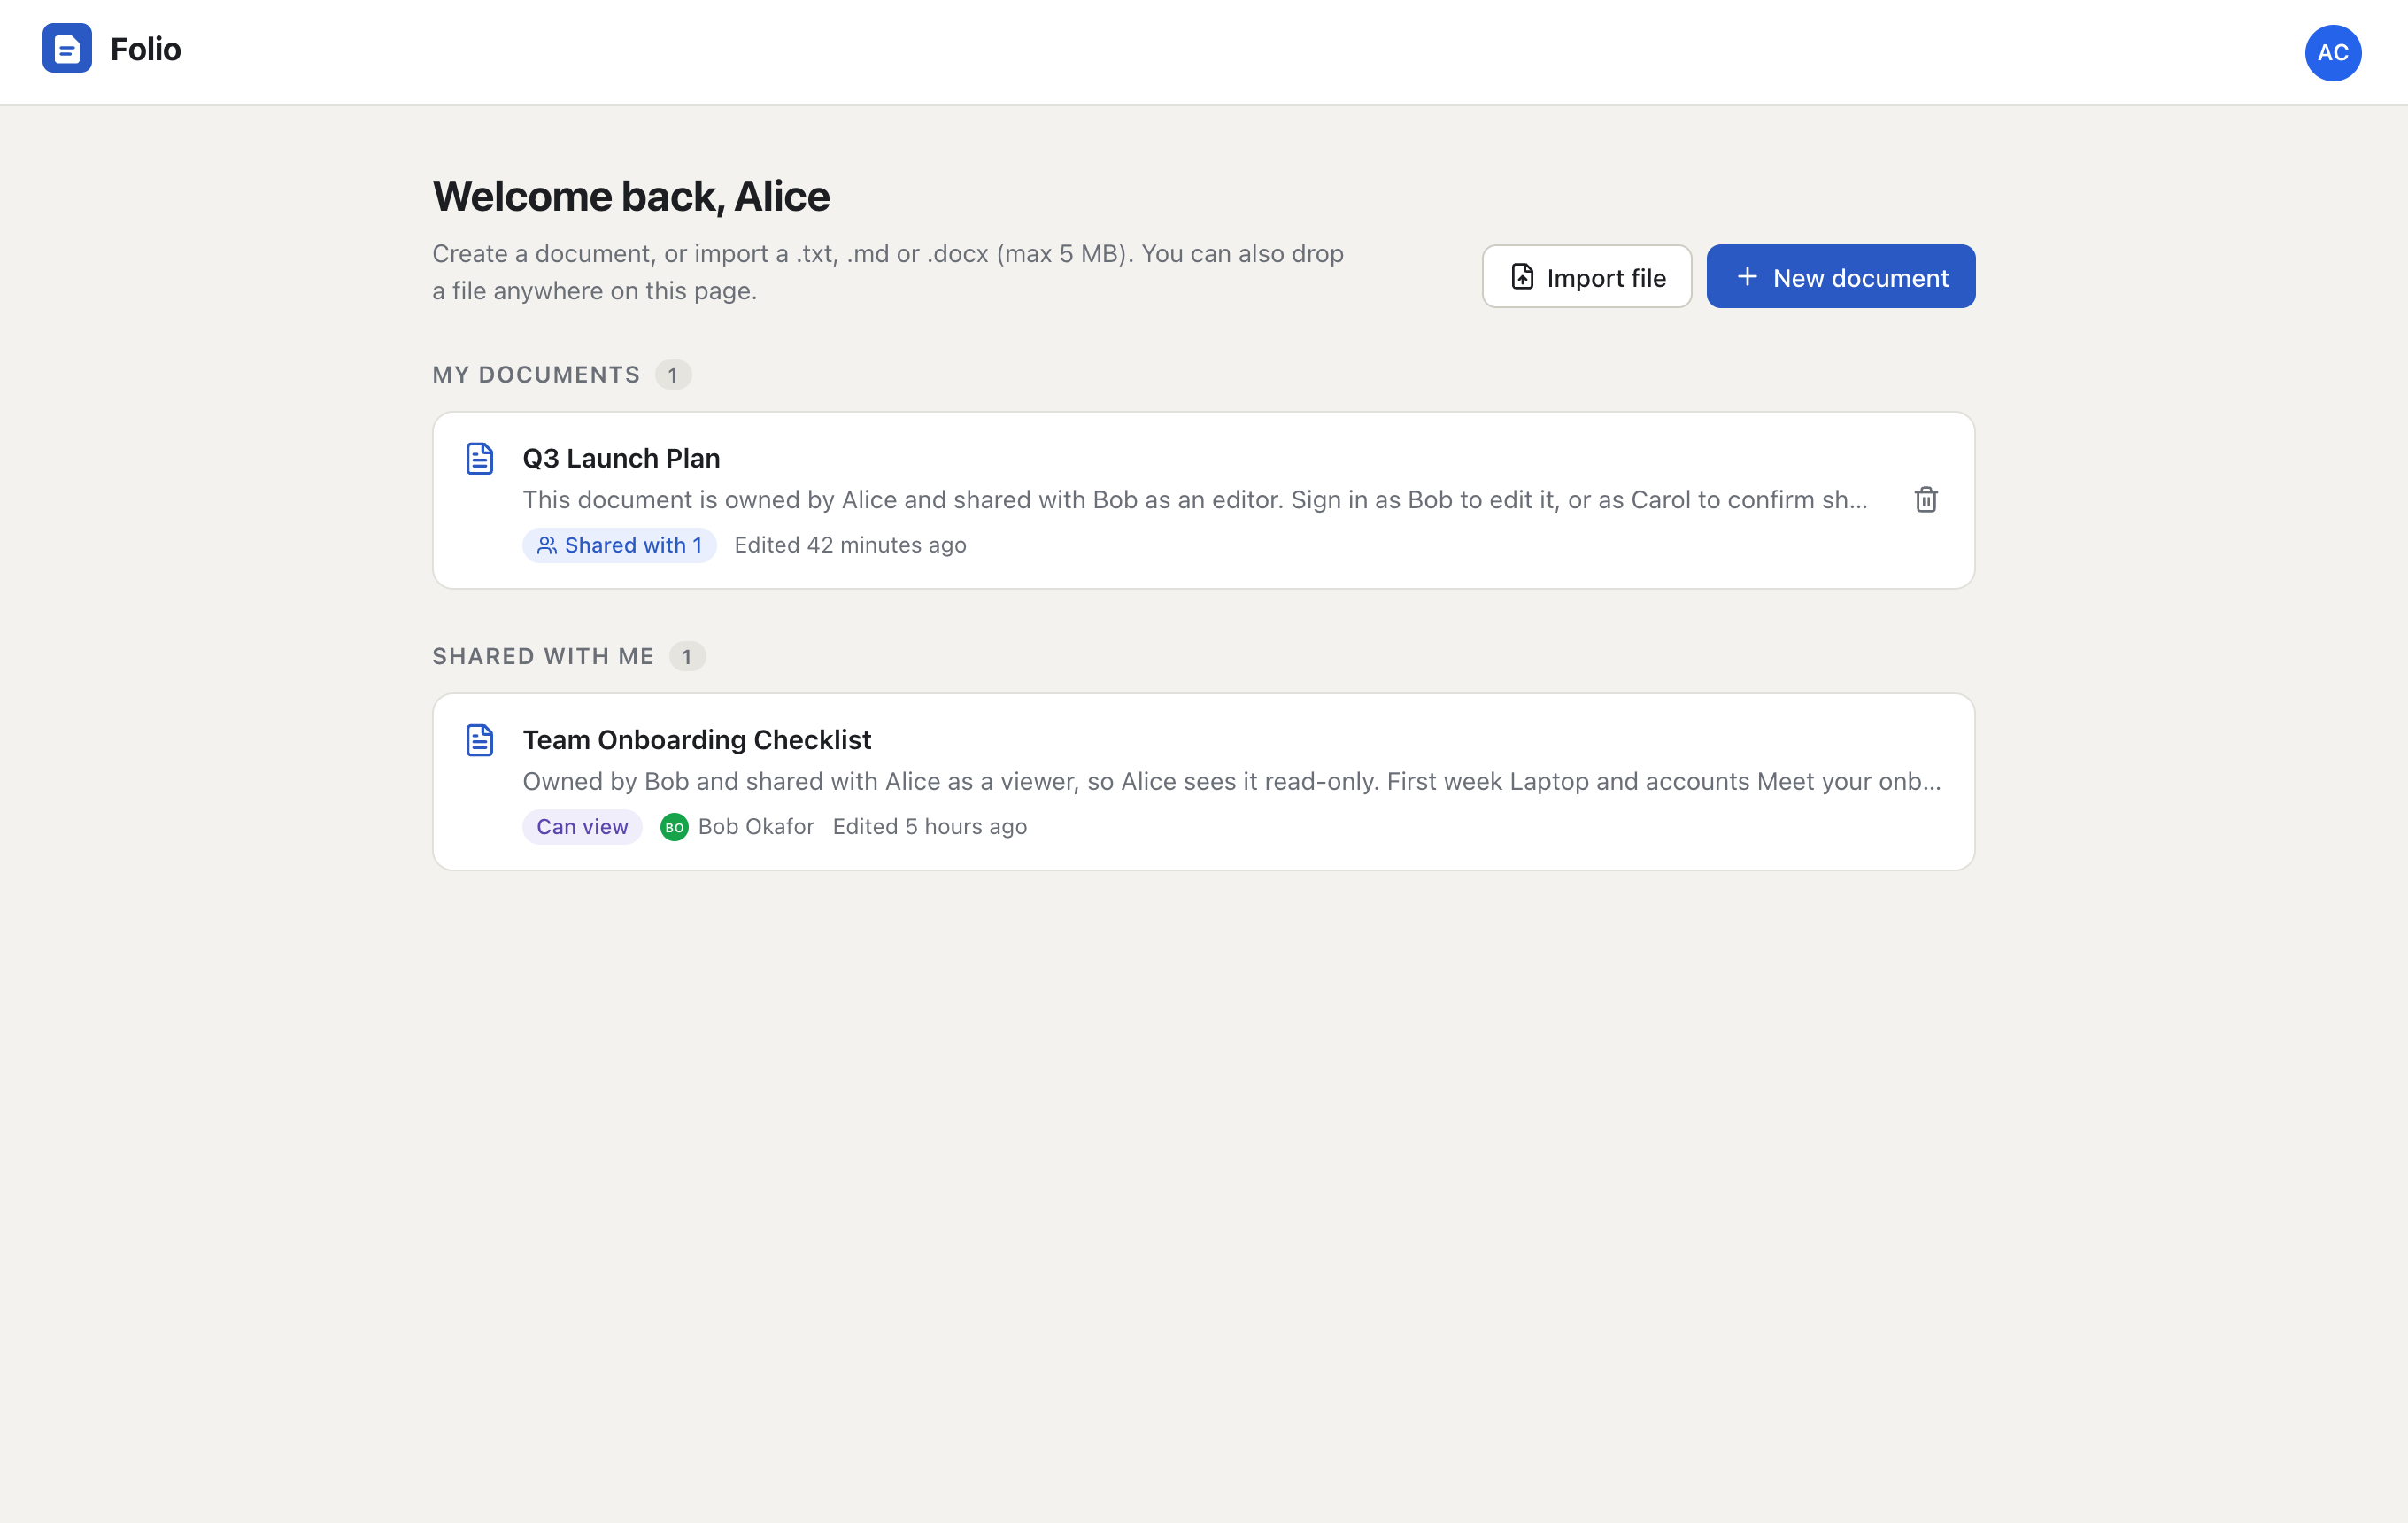 Folio
AC
Welcome back, Alice
Create a document, or import a .txt, .md or .docx (max 5 MB). You can also drop
a file anywhere on this page.
Import file
New document
MY DOCUMENTS 1
Q3 Launch Plan
This document is owned by Alice and shared with Bob as an editor. Sign in as Bob to edit it, or as Carol to confirm sh...
Shared with 1 Edited 42 minutes ago
SHARED WITH ME 1
Team Onboarding Checklist
Owned by Bob and shared with Alice as a viewer, so Alice sees it read-only. First week Laptop and accounts Meet your onb...
Can view BO Bob Okafor Edited 5 hours ago